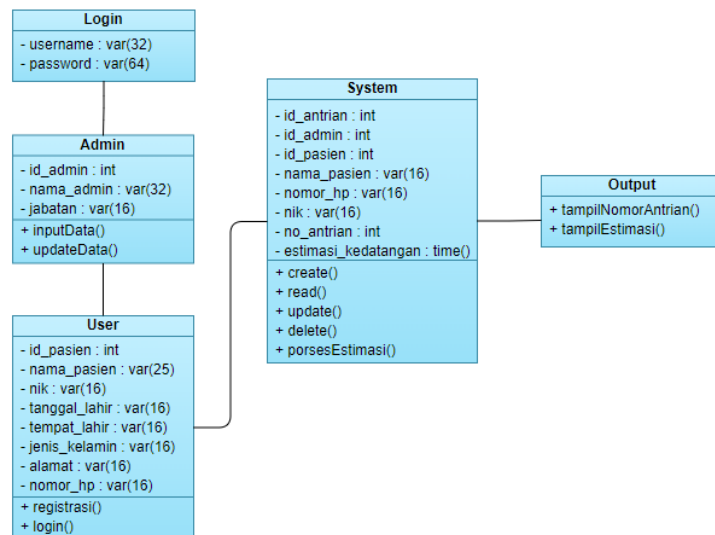 Login
- username : var(32)
- password : var(64)
Admin
- id_admin : int
- nama_admin : var(32)
- jabatan : var(16)
+ inputData()
+ updateData()
User
- id_pasien : int
- nama_pasien : var(25)
- nik : var(16)
- tanggal_lahir : var(16)
- tempat_lahir : var(16)
- jenis_kelamin : var(16)
- alamat : var(16)
- nomor_hp : var(16)
+ registrasi()
+ login()
System
- id_antrian : int
- id_admin : int
- id_pasien : int
- nama_pasien : var(16)
- nomor_hp : var(16)
- nik : var(16)
- no_antrian : int
- estimasi_kedatangan : time()
+ create()
+ read()
+ update()
+ delete()
+ porsesEstimasi()
Output
+ tampilNomorAntrian()
+ tampilEstimasi()